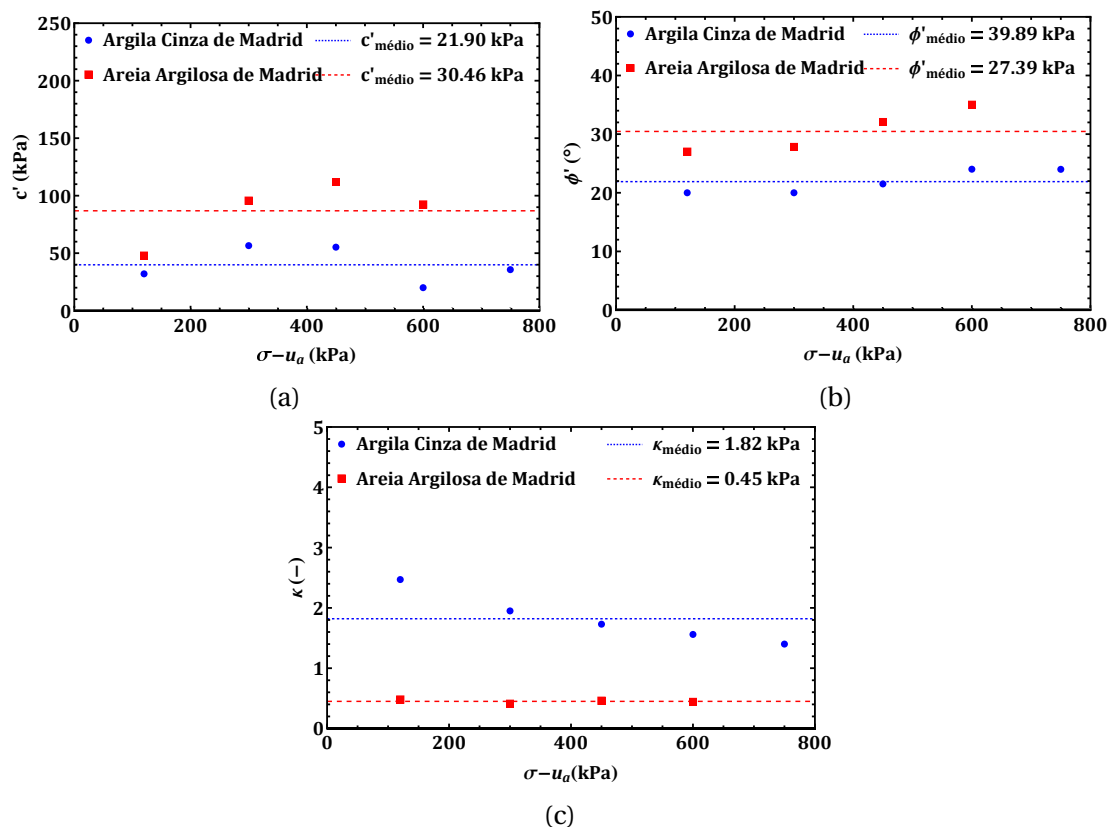 250
200
150
100
50
0
c' (kPa)
Argila Cinza de Madrid
c'médio = 21.90 kPa
Areia Argilosa de Madrid
c'médio = 30.46 kPa
0 200 400 600 800
σ−ua (kPa)
(a)
50
40
30
20
10
0
ϕ' (°)
Argila Cinza de Madrid
ϕ'médio = 39.89 kPa
Areia Argilosa de Madrid
ϕ'médio = 27.39 kPa
0 200 400 600 800
σ−ua (kPa)
(b)
5
4
3
2
1
0
κ (−)
Argila Cinza de Madrid
κmédio = 1.82 kPa
Areia Argilosa de Madrid
κmédio = 0.45 kPa
0 200 400 600 800
σ−ua(kPa)
(c)